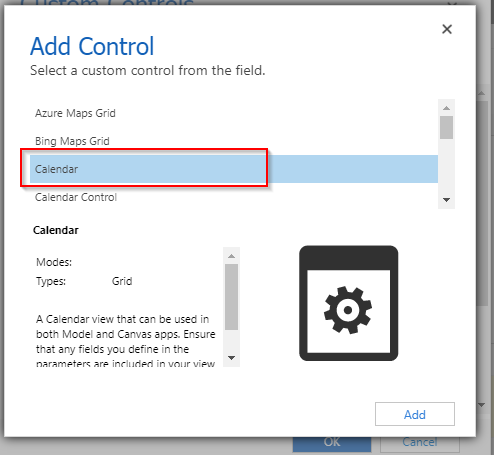 Custom Controls
Add Control
Select a custom control from the field.
Azure Maps Grid
Bing Maps Grid
Calendar
Calendar Control
Calendar
Modes:
Types: Grid
A Calendar view that can be used in
both Model and Canvas apps. Ensure
that any fields you define in the
parameters are included in your view
Add
OK
Cancel